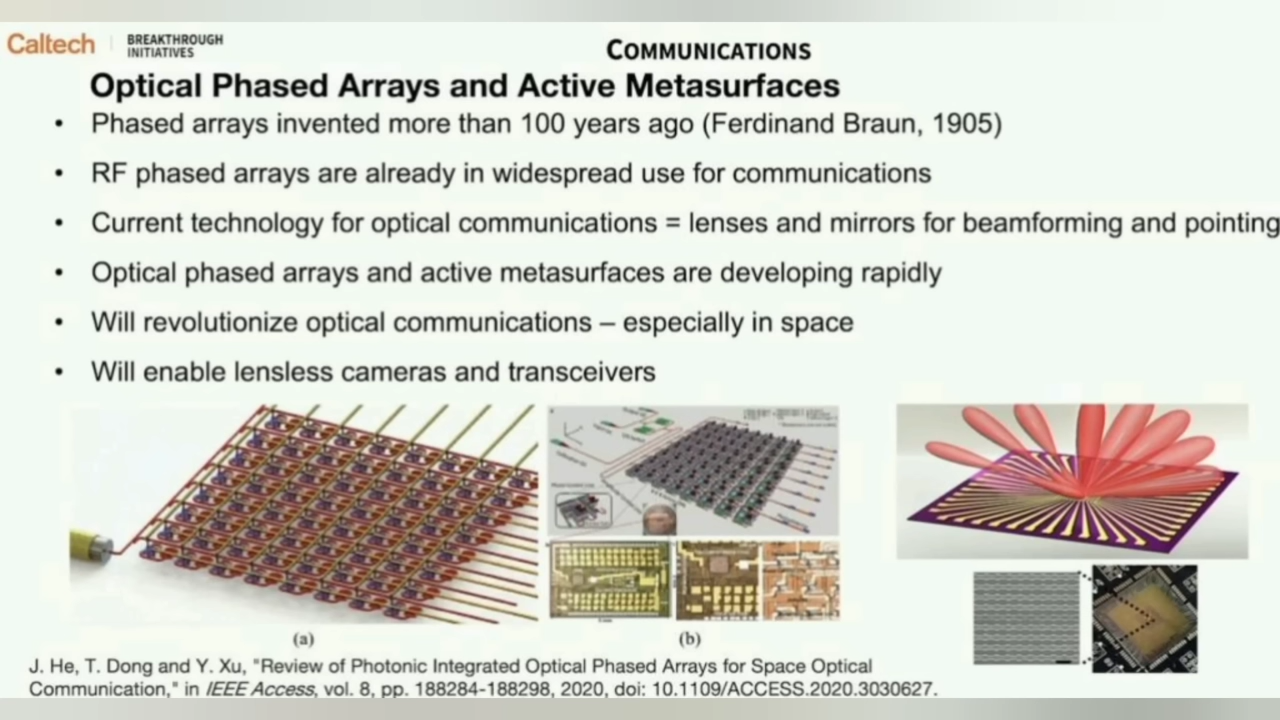 Caltech
BREAKTHROUGH
INITIATIVES
COMMUNICATIONS
Optical Phased Arrays and Active Metasurfaces
• Phased arrays invented more than 100 years ago (Ferdinand Braun, 1905)
• RF phased arrays are already in widespread use for communications
• Current technology for optical communications = lenses and mirrors for beamforming and pointing
• Optical phased arrays and active metasurfaces are developing rapidly
• Will revolutionize optical communications – especially in space
• Will enable lensless cameras and transceivers
(a)
(b)
J. He, T. Dong and Y. Xu, "Review of Photonic Integrated Optical Phased Arrays for Space Optical
Communication," in IEEE Access, vol. 8, pp. 188284-188298, 2020, doi: 10.1109/ACCESS.2020.3030627.